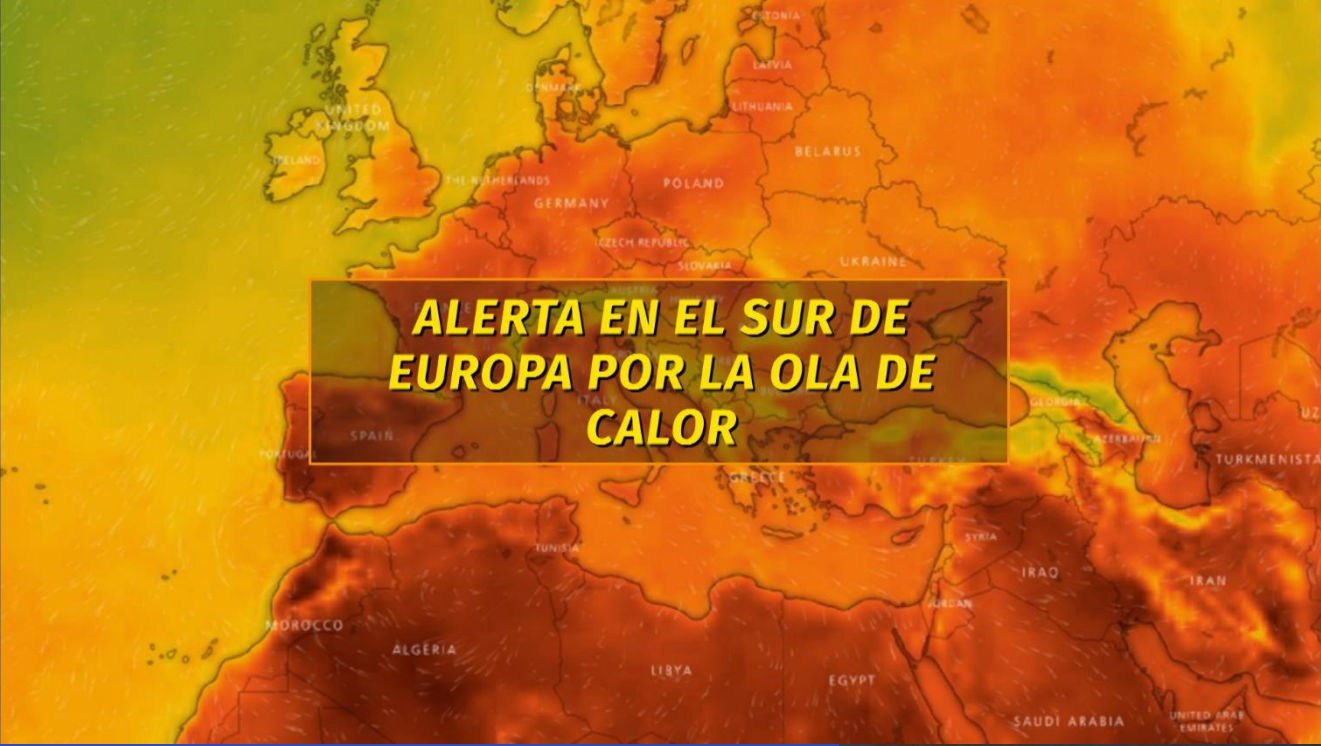 ESTONIA
LATVIA
DENMARK
LITHUANIA
UNITED
KINGDOM
BELARUS
IRELAND
THE NETHERLANDS
POLAND
GERMANY
CZECH REPUBLIC
UKRAINE
SLOVAKIA
ALERTA EN EL SUR DE
EUROPA POR LA OLA DE
CALOR
ITALY
GEORGIA
SPAIN
AZERBAIJAN
PORTUGAL
TURKEY
TURKMENISTA
GREECE
SYRIA
TUNISIA
IRAQ
IRAN
JORDAN
MOROCCO
ALGERIA
LIBYA
EGYPT
SAUDI ARABIA
UNITED ARAB
EMIRATES